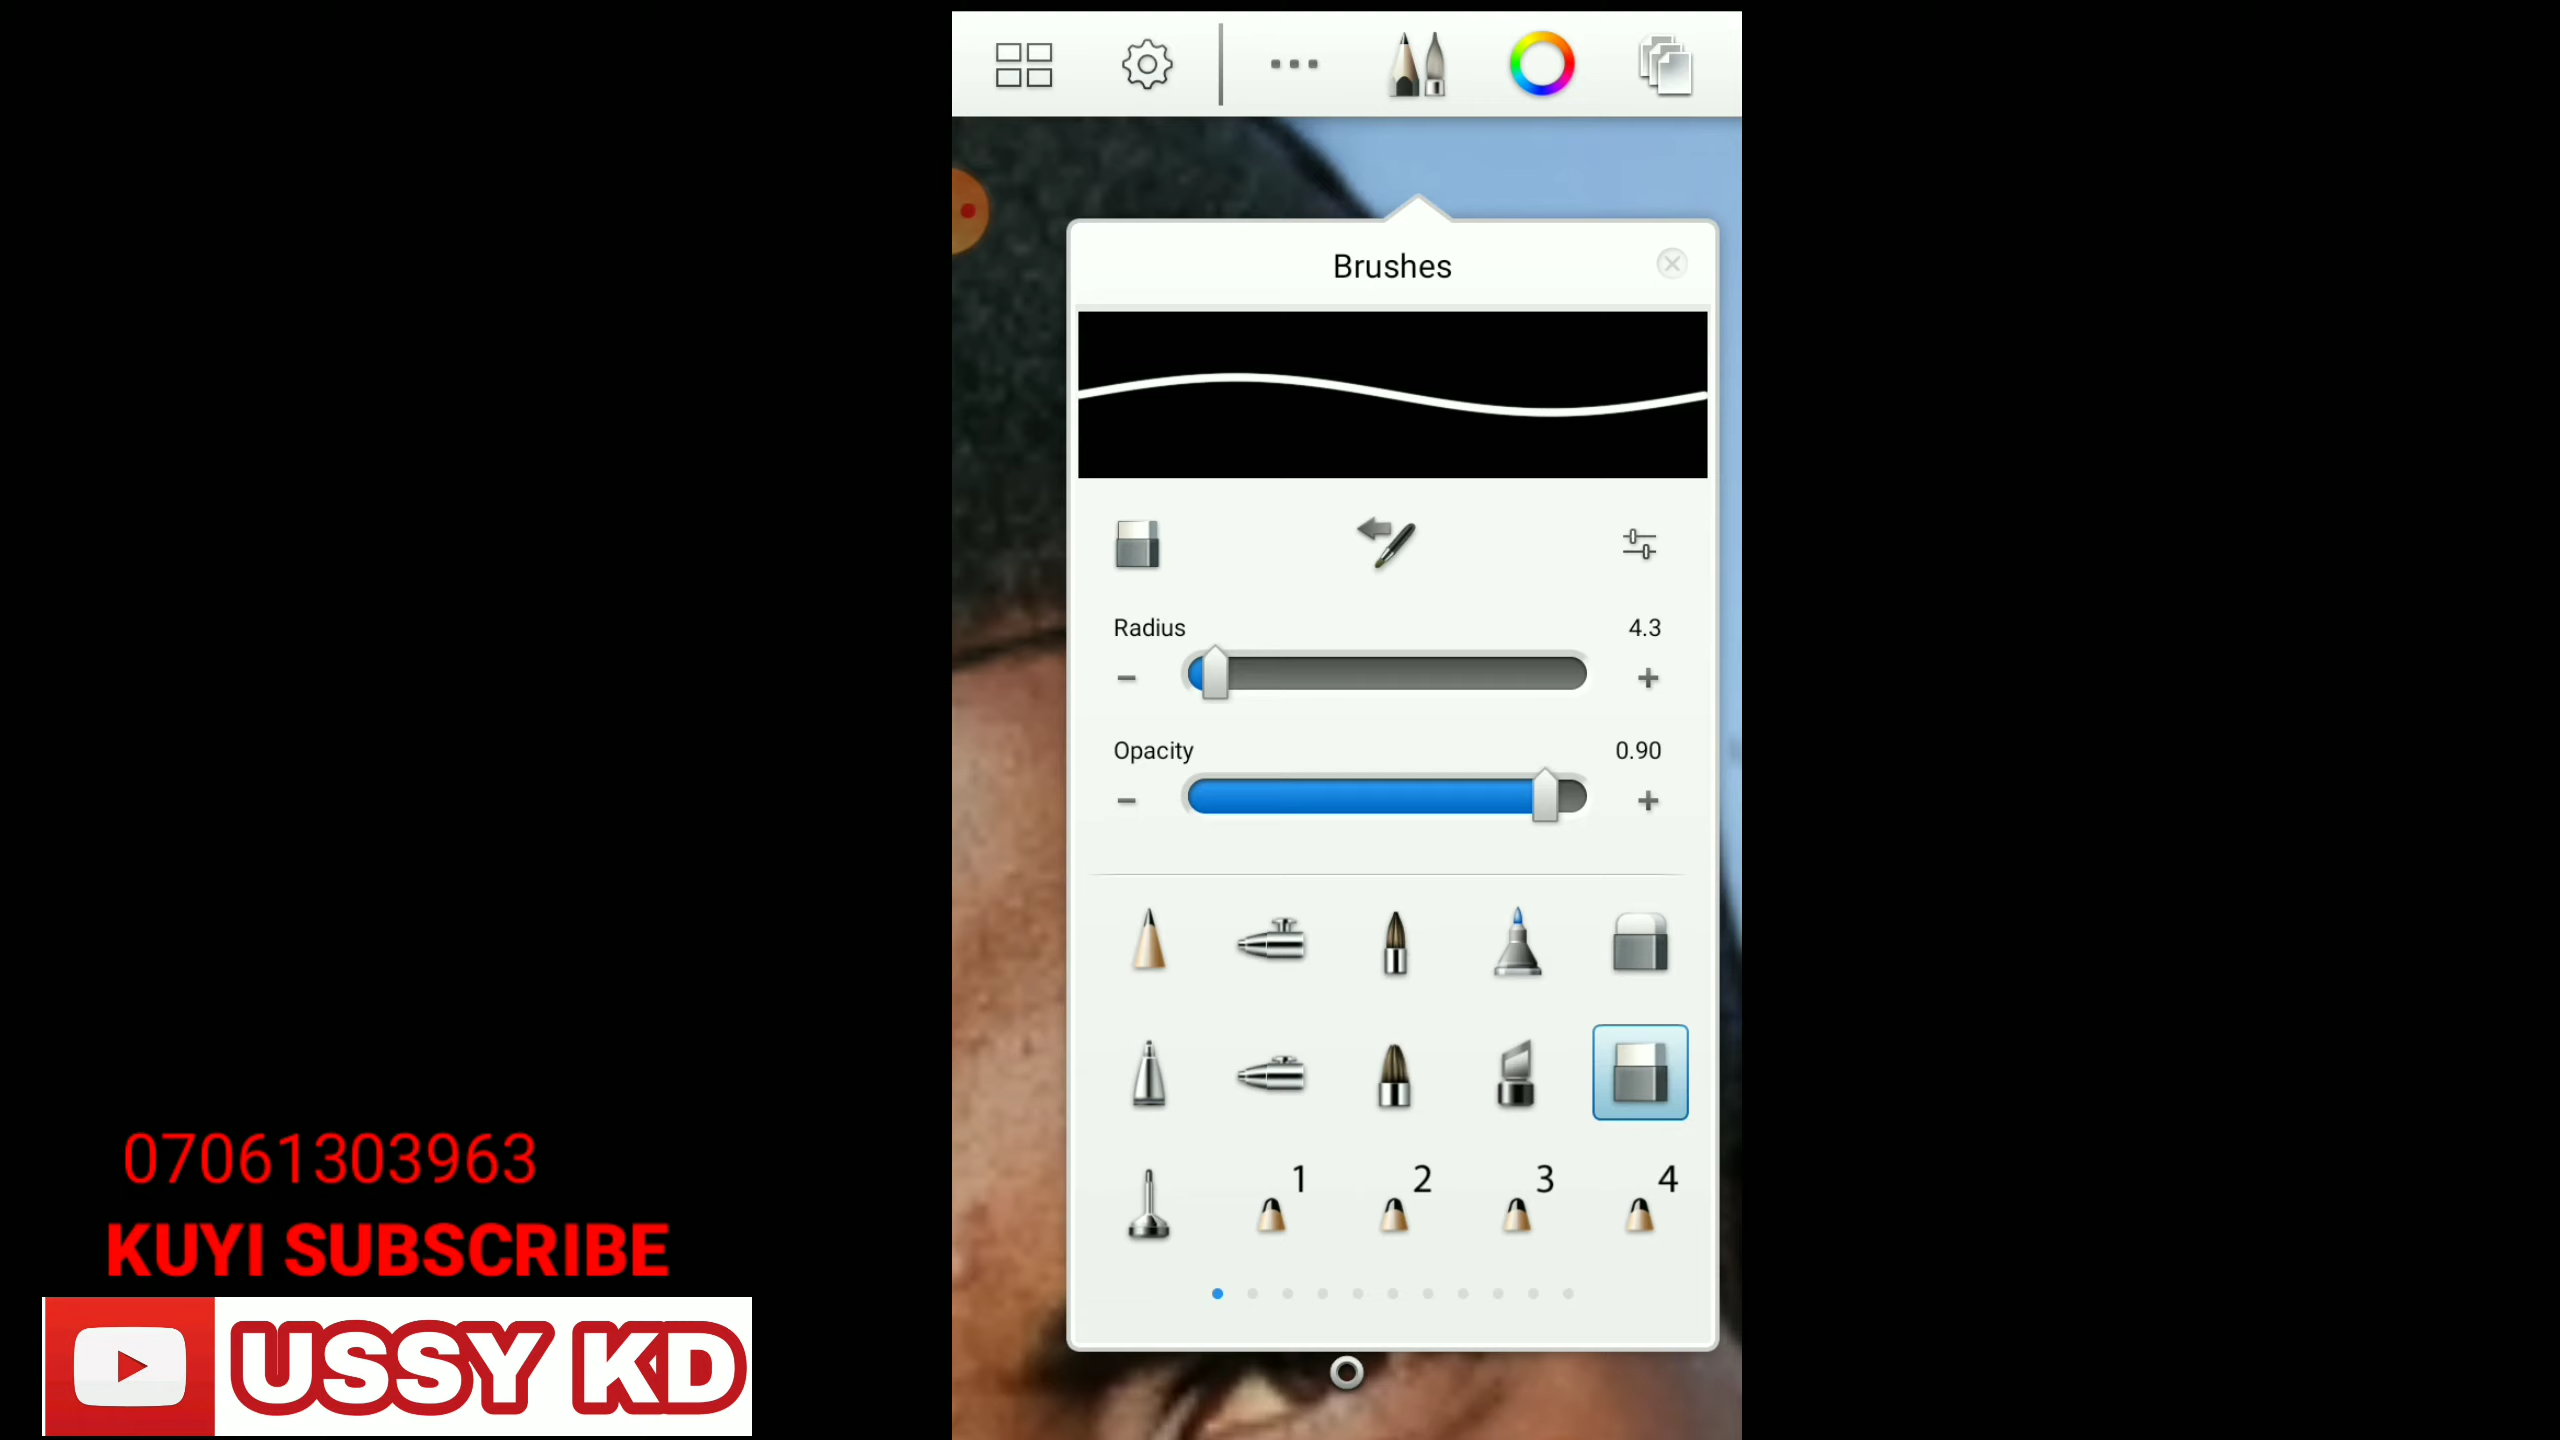 Brushes
Radius 4.3
Opacity 0.90
1 2 3 4
07061303963
KUYI SUBSCRIBE
USSY KD